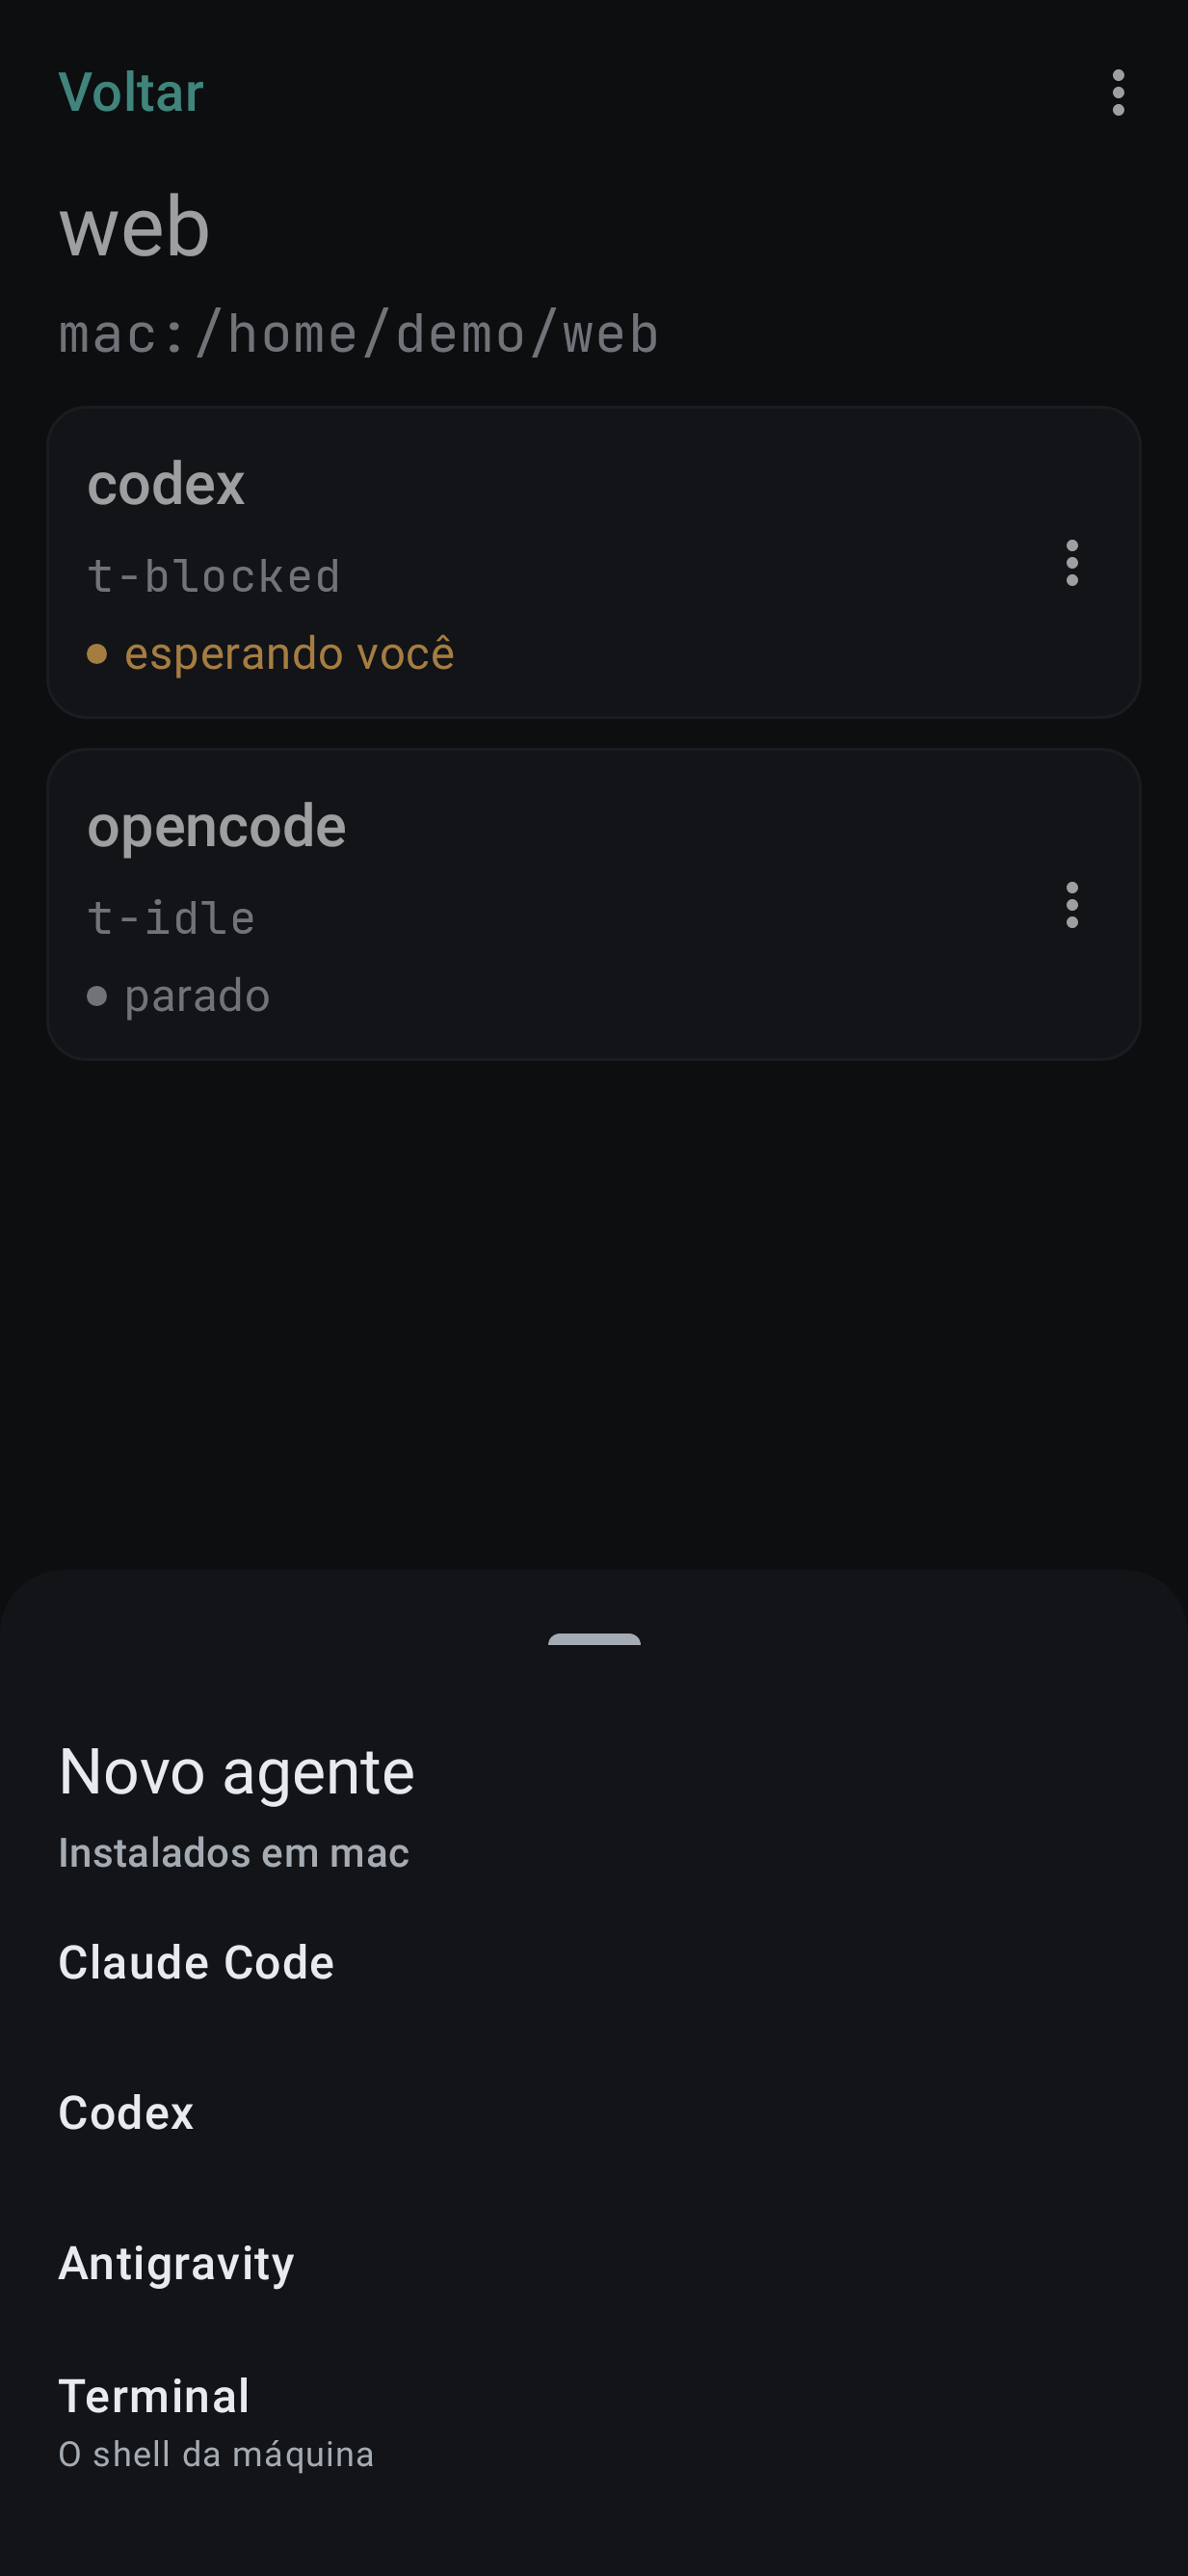 Voltar
web
mac:/home/demo/web
codex
t-blocked
esperando você
opencode
t-idle
parado
Novo agente
Instalados em mac
Claude Code
Codex
Antigravity
Terminal
O shell da máquina